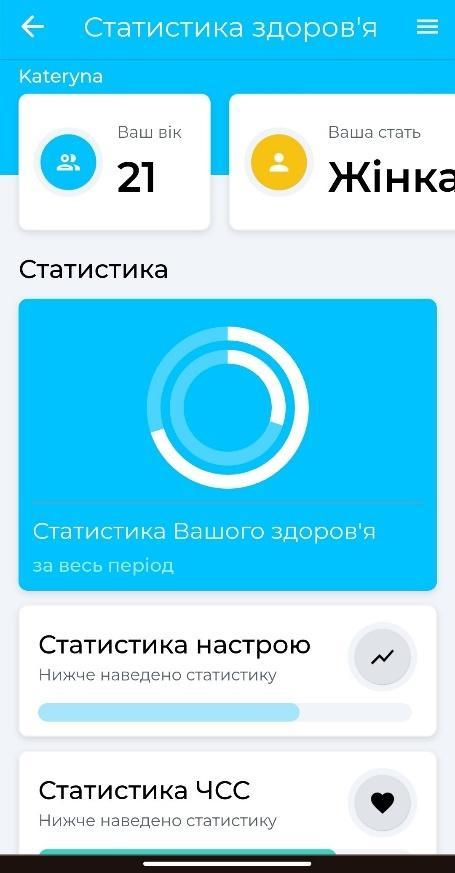 Статистика здоров'я
Kateryna
Ваш вік
21
Ваша стать
Жінка
Статистика
Статистика Вашого здоров'я
за весь період
Статистика настрою
Нижче наведено статистику
Статистика ЧСС
Нижче наведено статистику